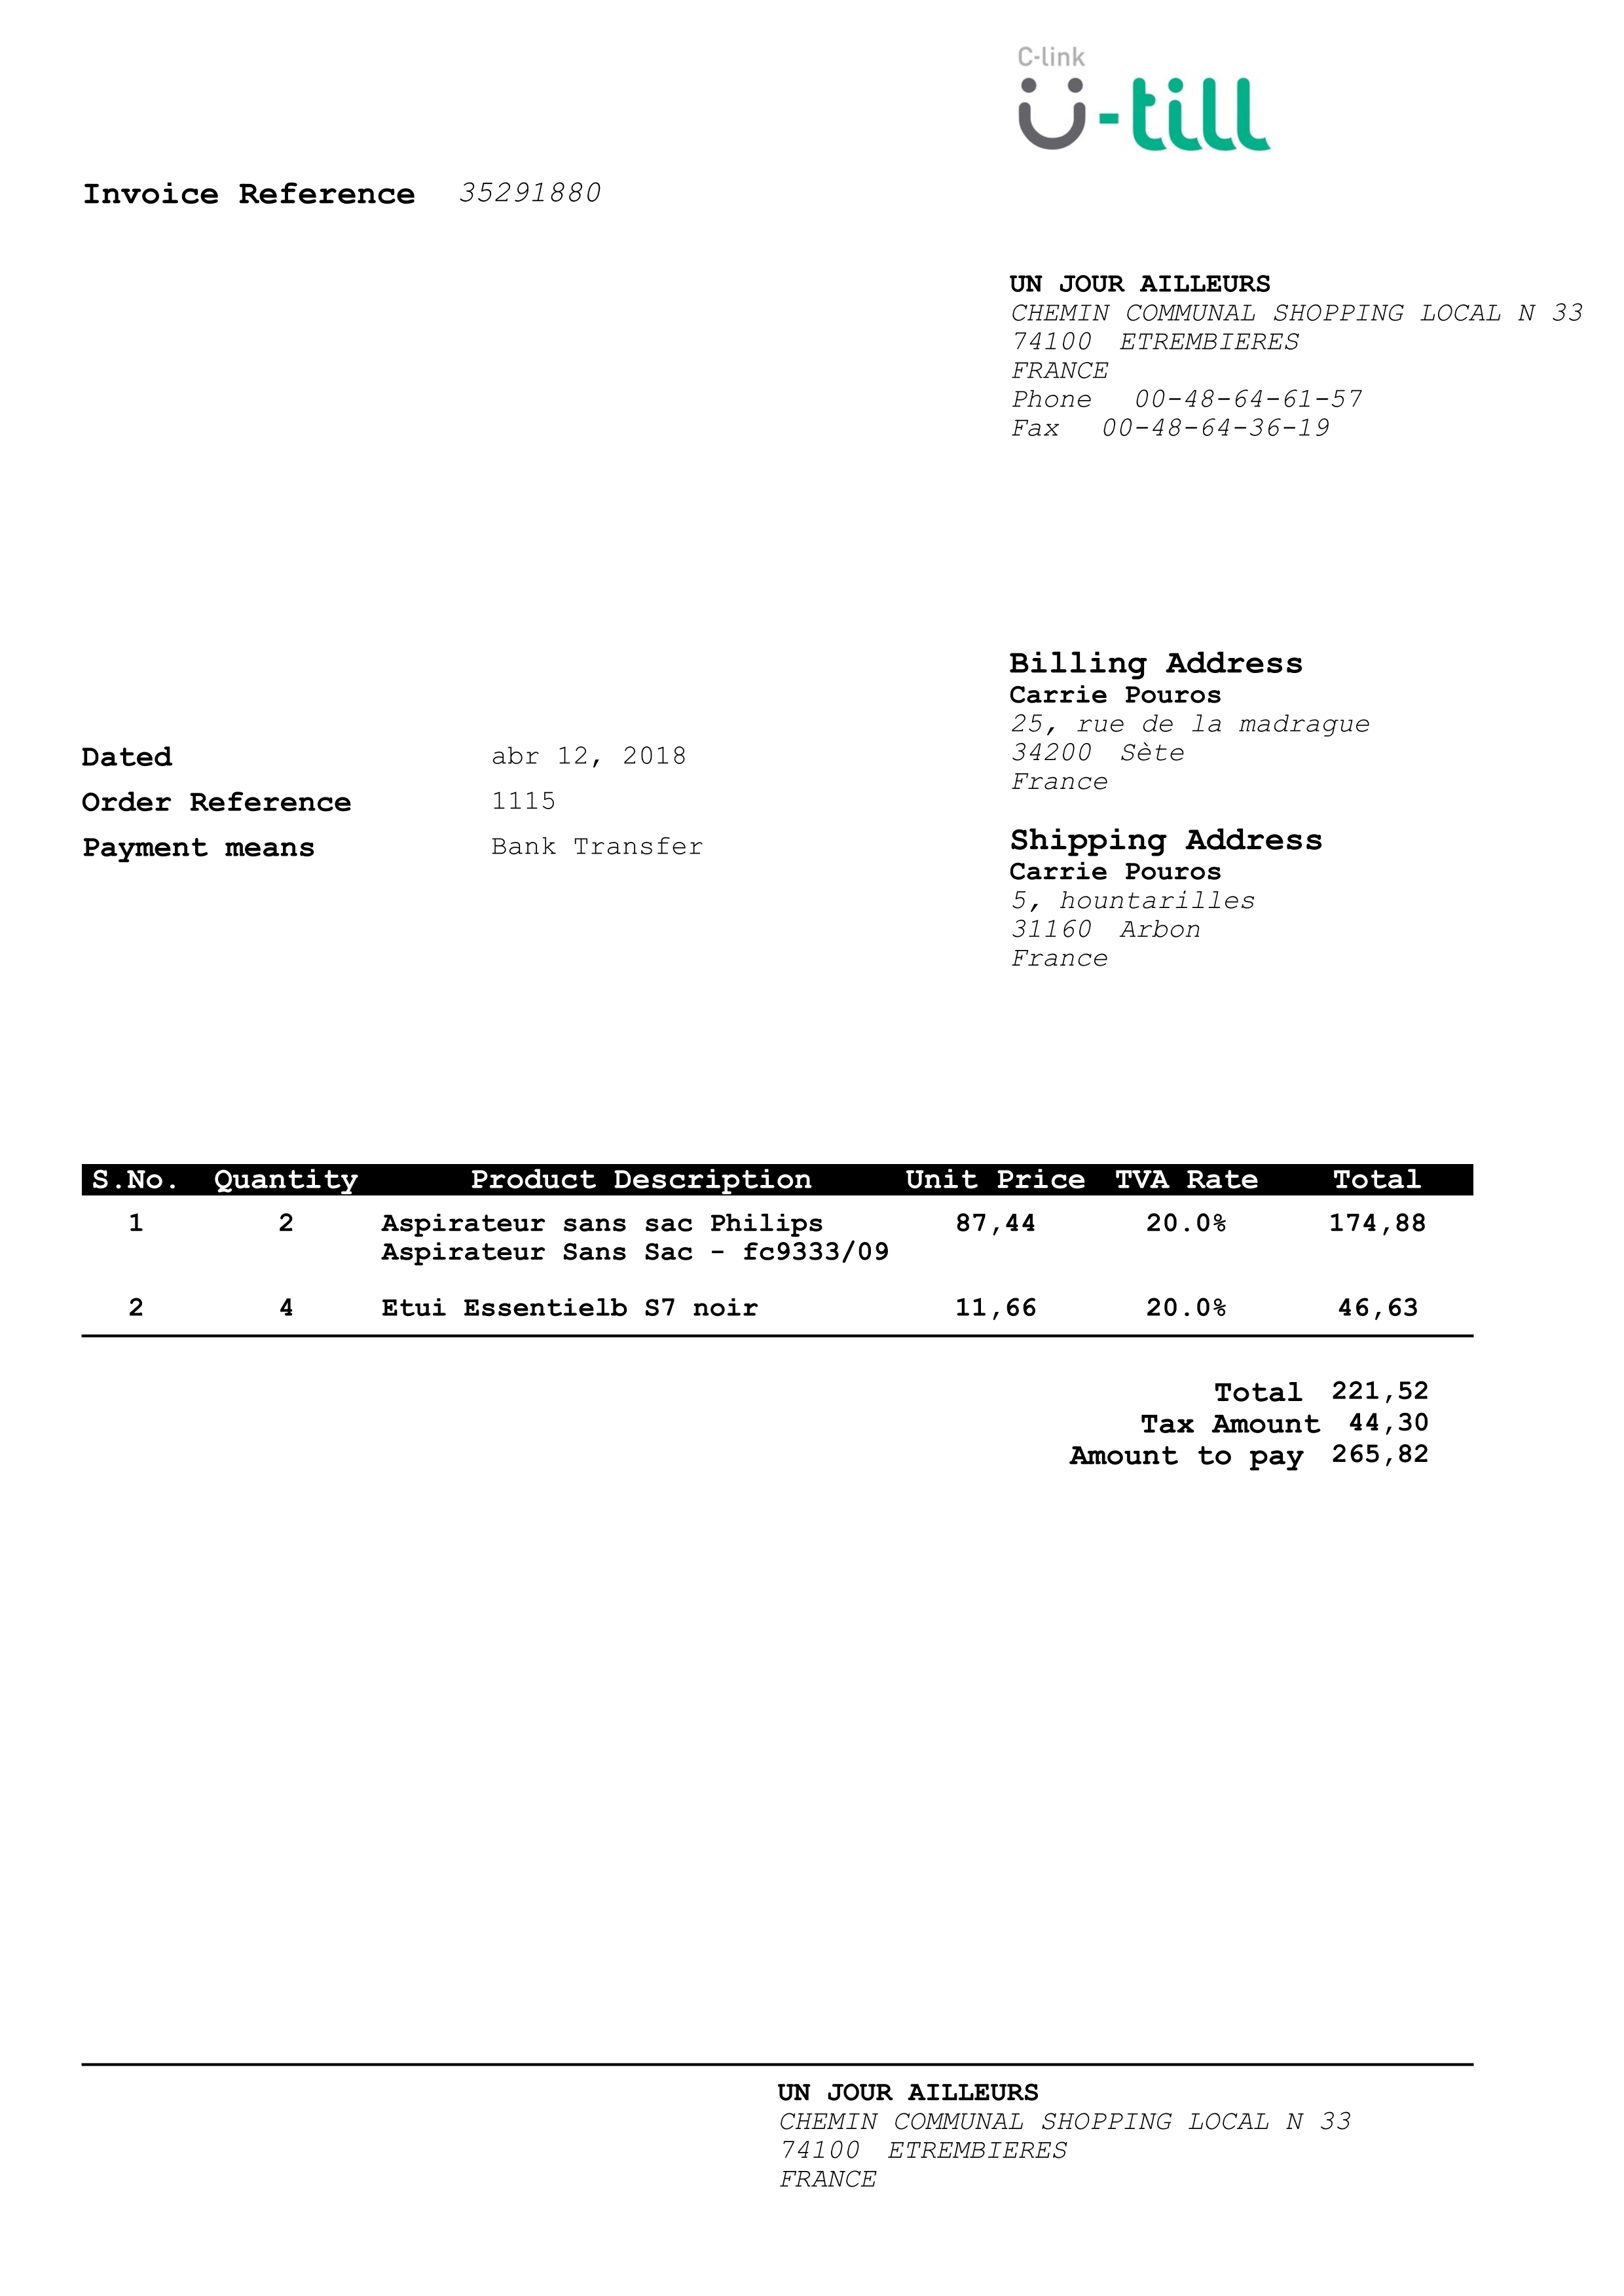 C-link
ü-till
Invoice Reference 35291880
UN JOUR AILLEURS
CHEMIN COMMUNAL SHOPPING LOCAL N 33
74100 ETREMBIERES
FRANCE
Phone 00-48-64-61-57
Fax 00-48-64-36-19
Billing Address
Carrie Pouros
25, rue de la madrague
34200 Sète
France
Dated abr 12, 2018
Order Reference 1115
Payment means Bank Transfer
Shipping Address
Carrie Pouros
5, hountarilles
31160 Arbon
France
S.No. Quantity Product Description Unit Price TVA Rate Total
1 2 Aspirateur sans sac Philips 87,44 20.0% 174,88
Aspirateur Sans Sac - fc9333/09
2 4 Etui Essentielb S7 noir 11,66 20.0% 46,63
Total 221,52
Tax Amount 44,30
Amount to pay 265,82
UN JOUR AILLEURS
CHEMIN COMMUNAL SHOPPING LOCAL N 33
74100 ETREMBIERES
FRANCE